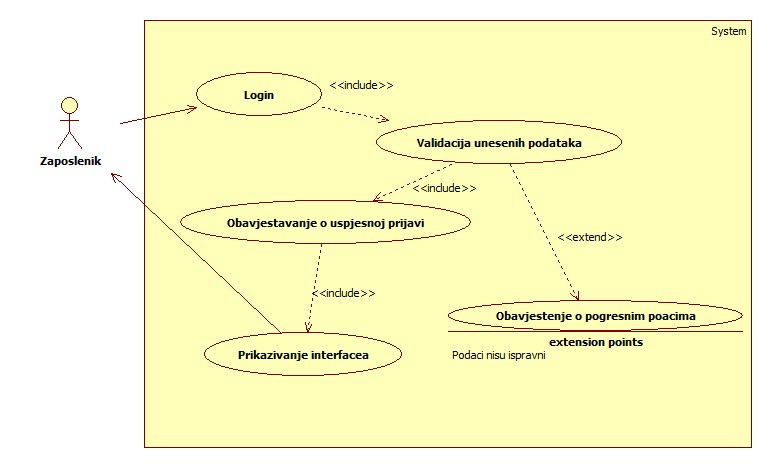 System
Login
<<include>>
Validacija unesenih podataka
Zaposlenik
<<include>>
Obavjestavanje o uspjesnoj prijavi
<<extend>>
<<include>>
Obavjestenje o pogresnim poacima
extension points
Podaci nisu ispravni
Prikazivanje interfacea